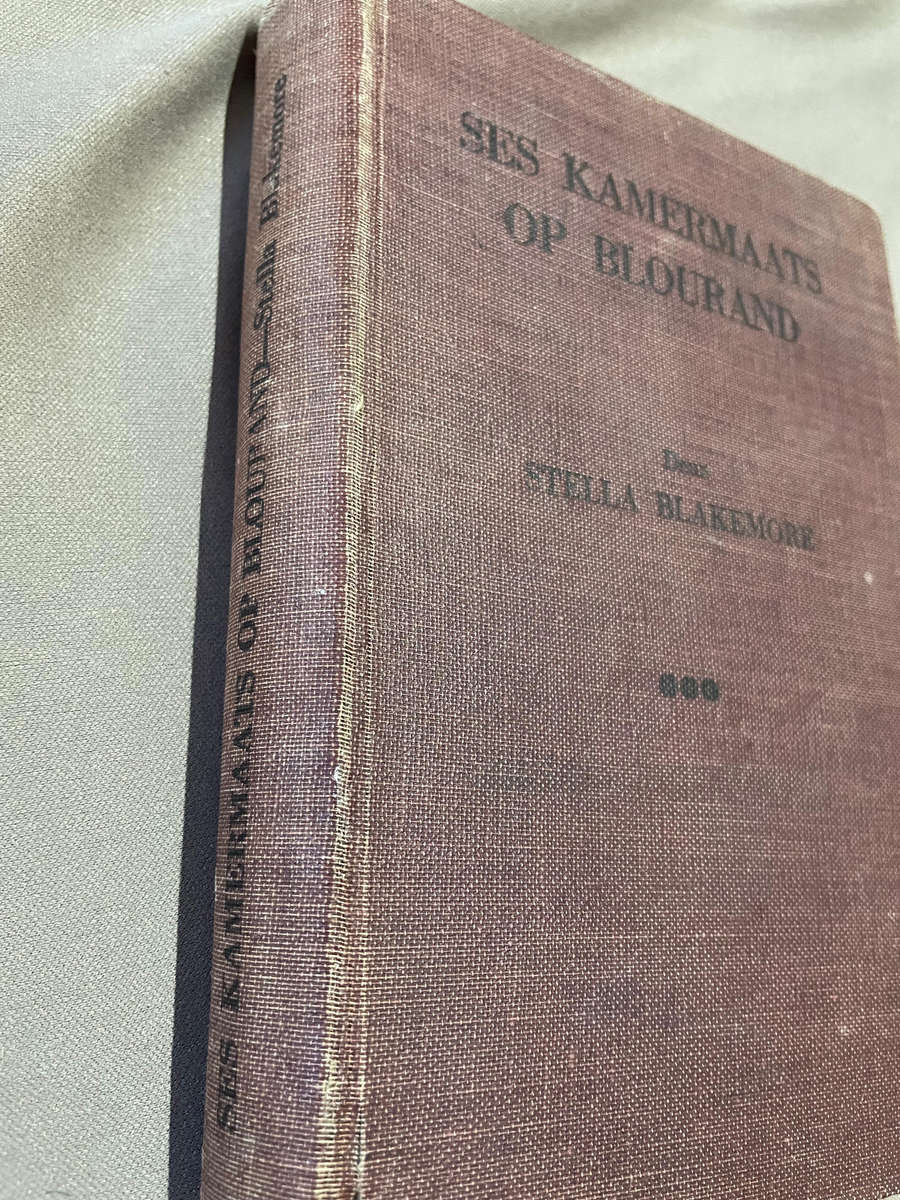 SES KAMERMAATS
OP BLOURAND
Deur
STELLA BLAKEMORE
SES KAMERMAATS OP BLOURAND—Stella Blakemore